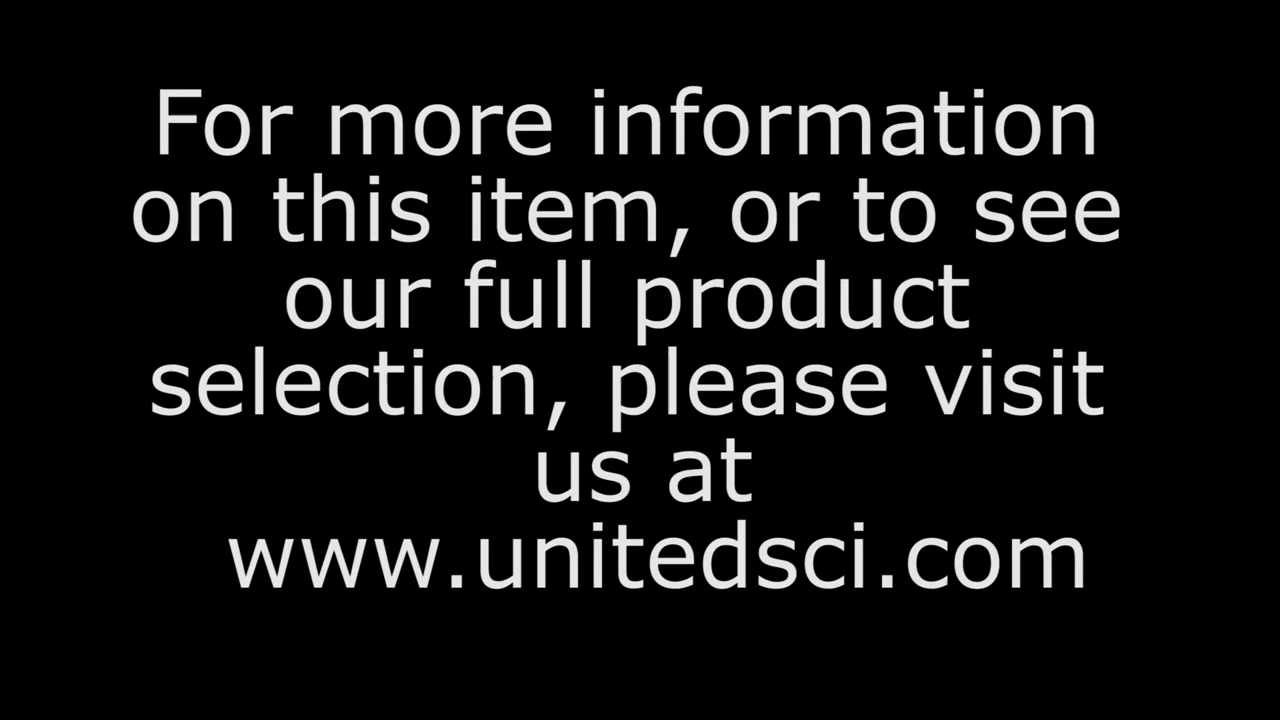 For more information
on this item, or to see
our full product
selection, please visit
us at
www.unitedsci.com